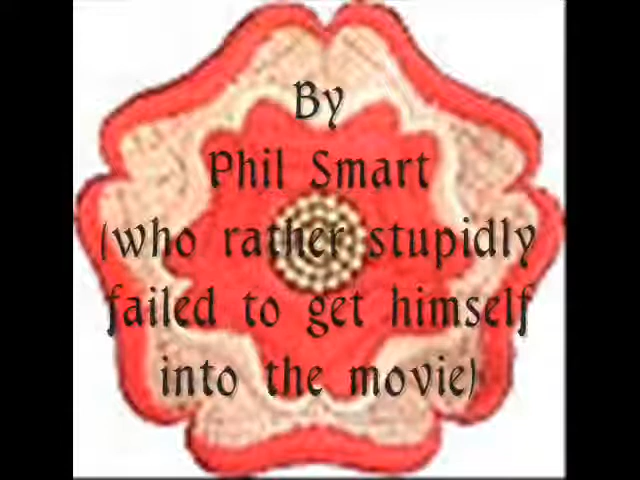 By
Phil Smart
(who rather stupidly
failed to get himself
into the movie)